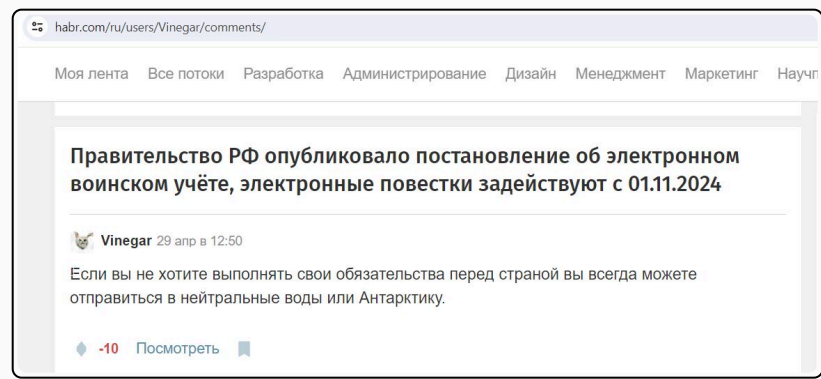 habr.com/ru/users/Vinegar/comments/
Моя лента Все потоки Разработка Администрирование Дизайн Менеджмент Маркетинг
Правительство РФ опубликовало постановление об электронном
воинском учёте, электронные повестки задействуют с 01.11.2024
Vinegar 29 апр в 12:50
Если вы не хотите выполнять свои обязательства перед страной вы всегда можете
отправиться в нейтральные воды или Антарктику.
-10 Посмотреть